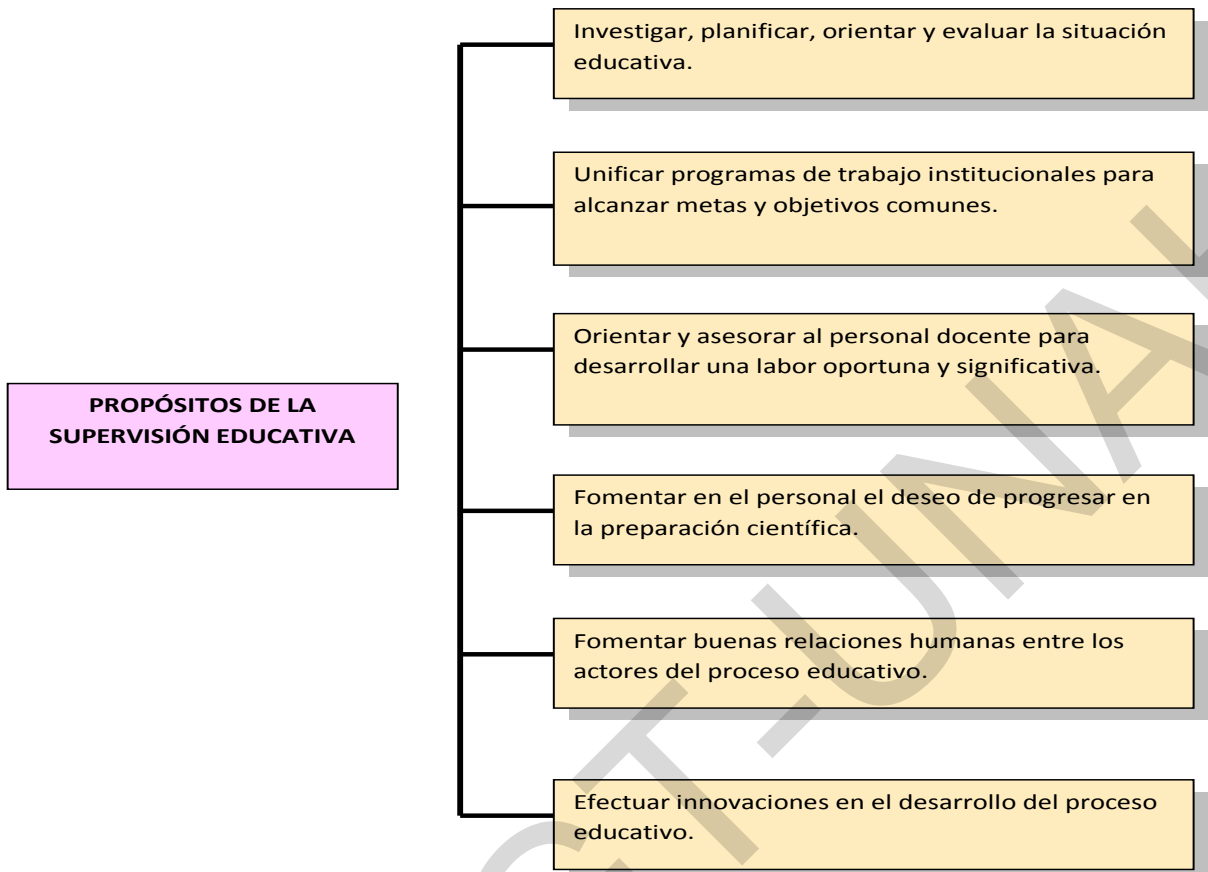 PROPÓSITOS DE LA
SUPERVISIÓN EDUCATIVA
Investigar, planificar, orientar y evaluar la situación
educativa.
Unificar programas de trabajo institucionales para
alcanzar metas y objetivos comunes.
Orientar y asesorar al personal docente para
desarrollar una labor oportuna y significativa.
Fomentar en el personal el deseo de progresar en
la preparación científica.
Fomentar buenas relaciones humanas entre los
actores del proceso educativo.
Efectuar innovaciones en el desarrollo del proceso
educativo.